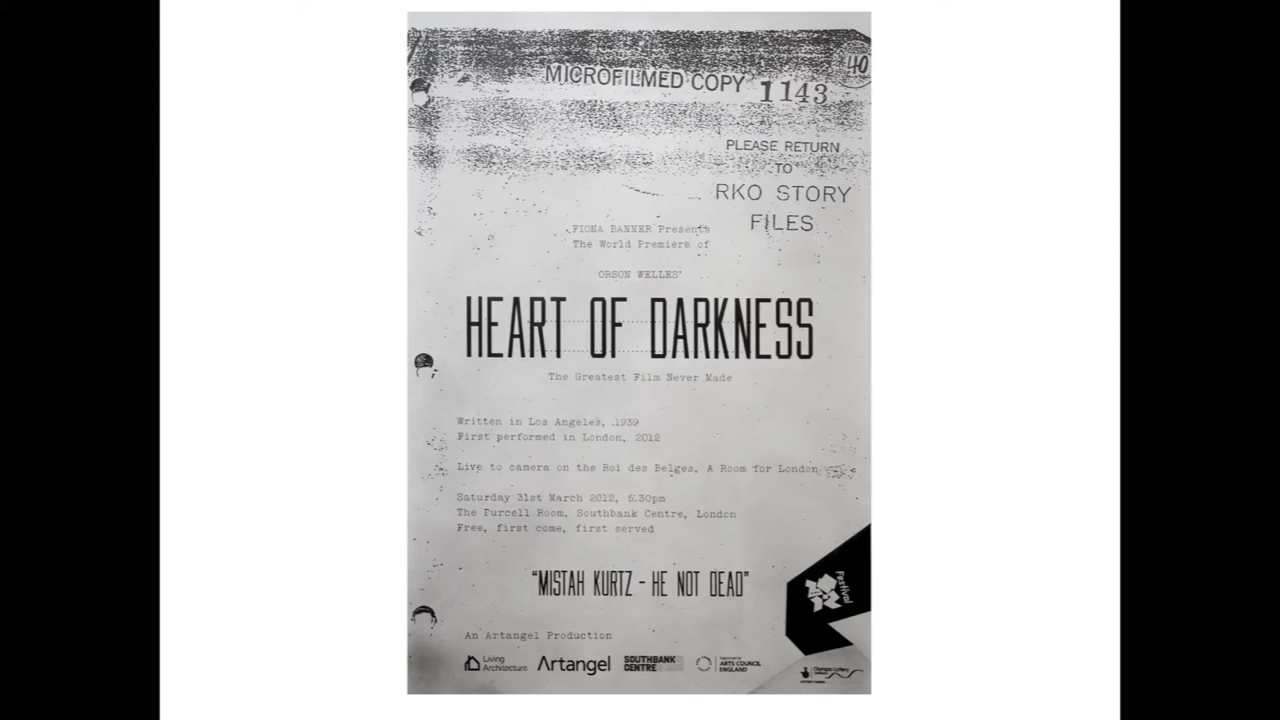 40
MICROFILMED COPY 1143
PLEASE RETURN
TO
RKO STORY
FILES
FIONA BANNER Presents
The World Premiere of
ORSON WELLES'
HEART OF DARKNESS
The Greatest Film Never Made
Written in Los Angeles, 1939
First performed in London, 2012
Live to camera on the Roi des Belges, A Room for London
Saturday 31st March 2012, 5.30pm
The Purcell Room, Southbank Centre, London
Free, first come, first served
"MISTAH KURTZ - HE NOT DEAD"
Festival
An Artangel Production
Living
Architecture
Artangel
SOUTHBANK
CENTRE
Supported by
ARTS COUNCIL
ENGLAND
Olympic Lottery